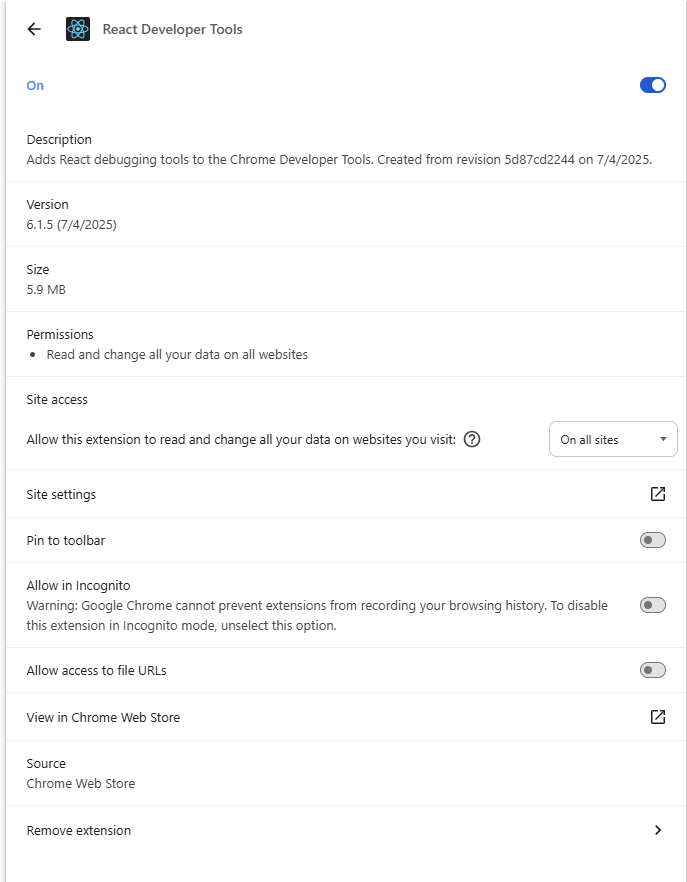 React Developer Tools
On
Description
Adds React debugging tools to the Chrome Developer Tools. Created from revision 5d87cd2244 on 7/4/2025.
Version
6.1.5 (7/4/2025)
Size
5.9 MB
Permissions
• Read and change all your data on all websites
Site access
Allow this extension to read and change all your data on websites you visit: ? On all sites
Site settings
Pin to toolbar
Allow in Incognito
Warning: Google Chrome cannot prevent extensions from recording your browsing history. To disable
this extension in Incognito mode, unselect this option.
Allow access to file URLs
View in Chrome Web Store
Source
Chrome Web Store
Remove extension